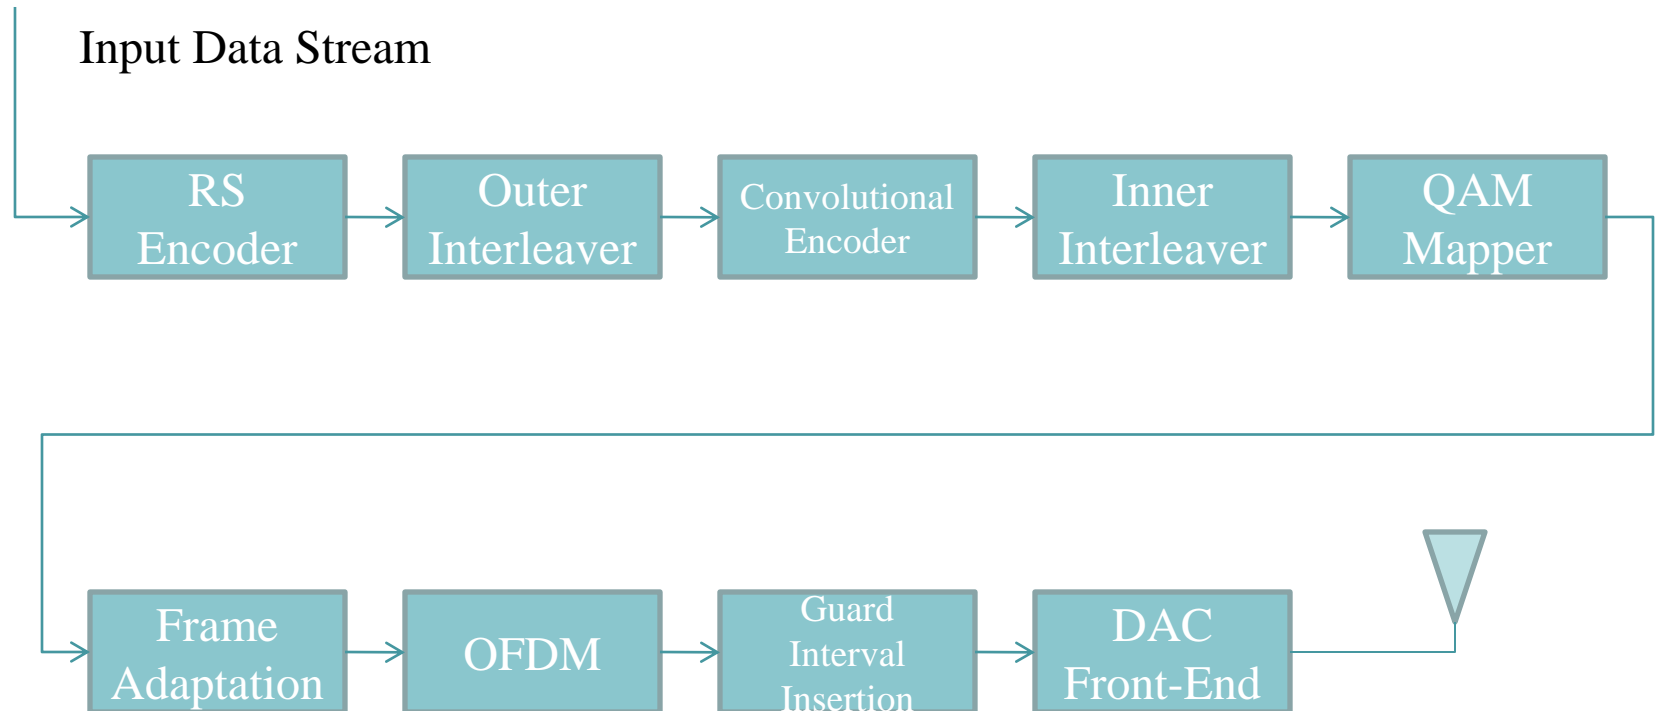 Input Data Stream
RS
Encoder
Outer
Interleaver
Convolutional
Encoder
Inner
Interleaver
QAM
Mapper
Frame
Adaptation
OFDM
Guard
Interval
Insertion
DAC
Front-End